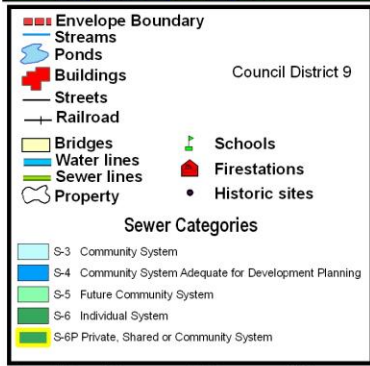 Envelope Boundary
Streams
Ponds
Buildings
Council District 9
Streets
Railroad
Bridges
Schools
Water lines
Firestations
Sewer lines
Property
Historic sites
Sewer Categories
S-3 Community System
S-4 Community System Adequate for Development Planning
S-5 Future Community System
S-6 Individual System
S-6P Private, Shared or Community System